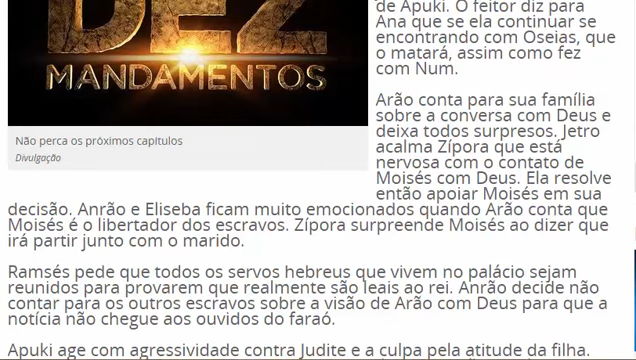 DEZ
MANDAMENTOS
Não perca os próximos capítulos
Divulgação
de Apuki. O feitor diz para
Ana que se ela continuar se
encontrando com Oseias, que
o matará, assim como fez
com Num.
Arão conta para sua família
sobre a conversa com Deus e
deixa todos surpresos. Jetro
acalma Zípora que está
nervosa com o contato de
Moisés com Deus. Ela resolve
então apoiar Moisés em sua
decisão. Anrão e Eliseba ficam muito emocionados quando Arão conta que
Moisés é o libertador dos escravos. Zípora surpreende Moisés ao dizer que
irá partir junto com o marido.
Ramsés pede que todos os servos hebreus que vivem no palácio sejam
reunidos para provarem que realmente são leais ao rei. Anrão decide não
contar para os outros escravos sobre a visão de Arão com Deus para que a
notícia não chegue aos ouvidos do faraó.
Apuki age com agressividade contra Judite e a culpa pela atitude da filha.